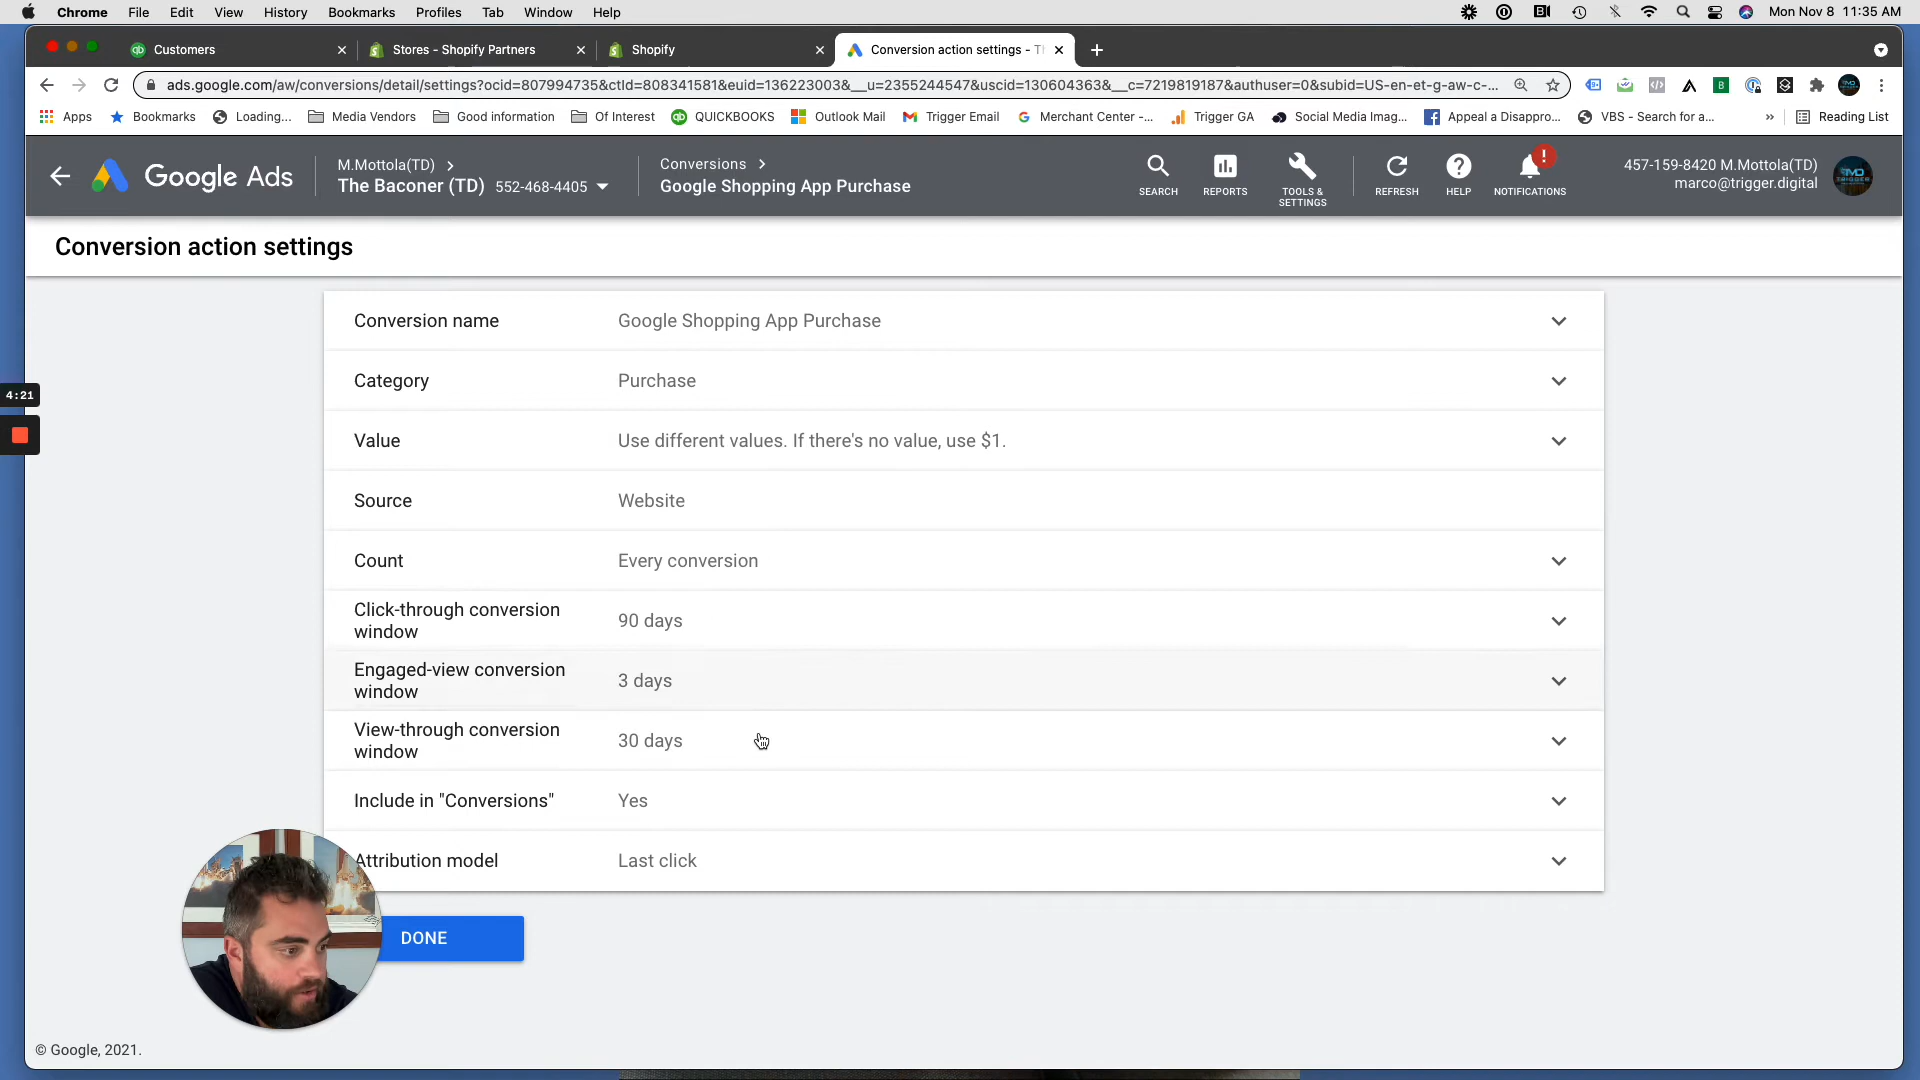 Chrome File Edit View History Bookmarks Profiles Tab Window Help Mon Nov 8 11:35 AM
Customers Stores - Shopify Partners Shopify Conversion action settings - T
ads.google.com/aw/conversions/detail/settings?ocid=807994735&ctId=808341581&euid=136223003&__u=2355244547&uscid=130604363&__c=7219819187&authuser=0&subid=US-en-et-g-aw-c-...
Apps Bookmarks Loading... Media Vendors Good information Of Interest QUICKBOOKS Outlook Mail Trigger Email Merchant Center -... Trigger GA Social Media Imag... Appeal a Disappro... VBS - Search for a... » Reading List
Google Ads
M.Mottola(TD) >
The Baconer (TD) 552-468-4405
Conversions >
Google Shopping App Purchase
SEARCH
REPORTS
TOOLS &
SETTINGS
REFRESH
HELP
!
NOTIFICATIONS
457-159-8420 M.Mottola(TD)
marco@trigger.digital
Conversion action settings
4:21
Conversion name Google Shopping App Purchase
Category Purchase
Value Use different values. If there's no value, use $1.
Source Website
Count Every conversion
Click-through conversion
window
90 days
Engaged-view conversion
window
3 days
View-through conversion
window
30 days
Include in "Conversions" Yes
Attribution model Last click
DONE
© Google, 2021.